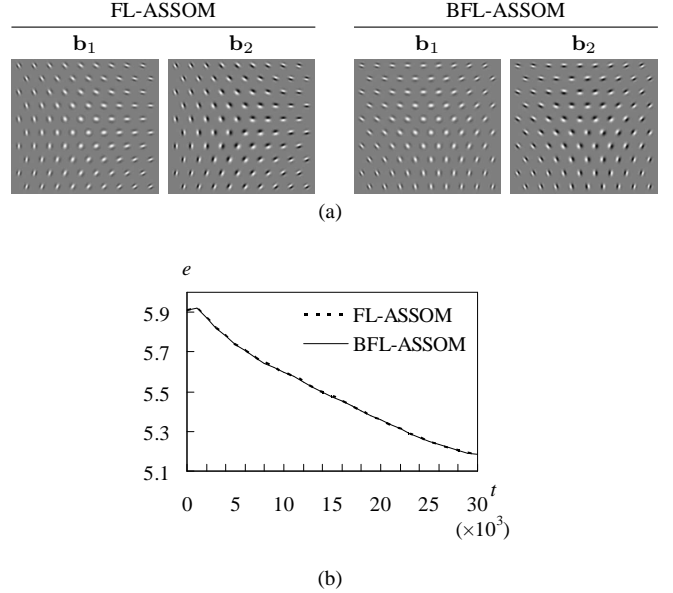 FL-ASSOM BFL-ASSOM
b₁ b₂ b₁ b₂
(a)
e
5.9
5.7
5.5
5.3
5.1
FL-ASSOM
BFL-ASSOM
0 5 10 15 20 25 30 t
(×10³)
(b)